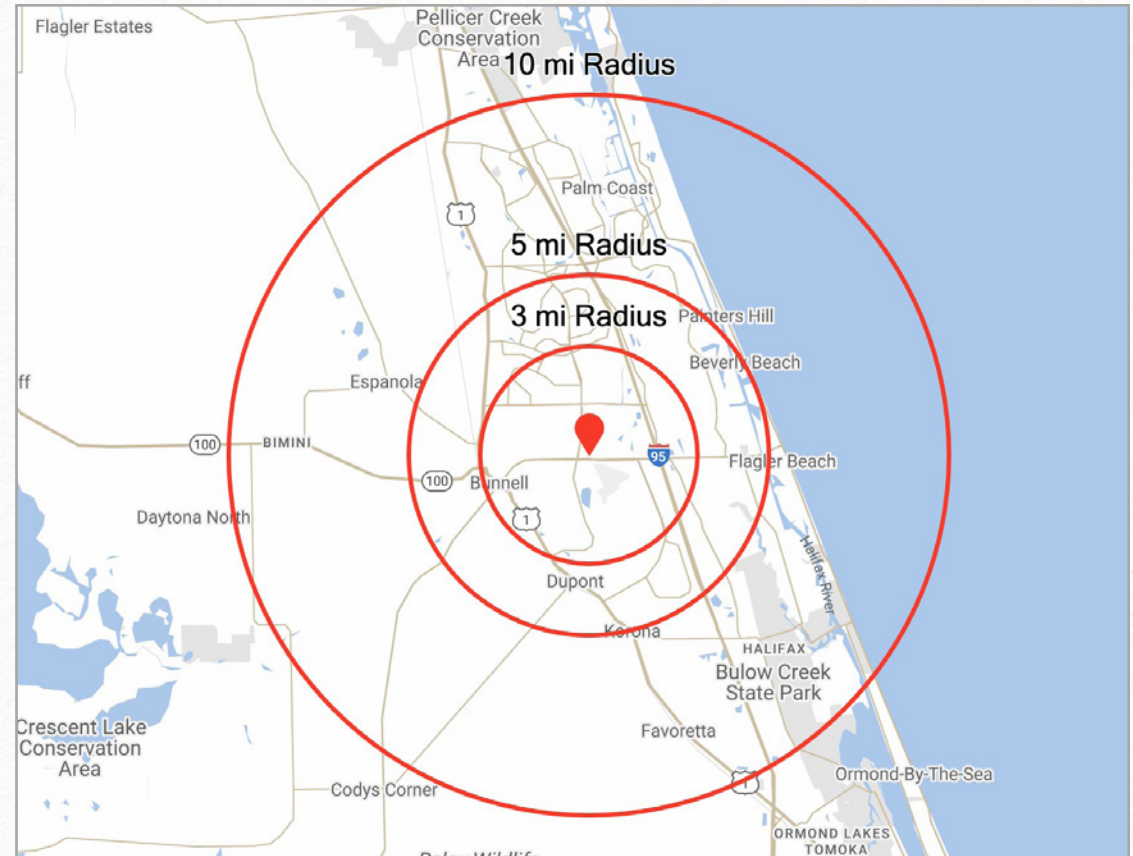 Flagler Estates
Pellicer Creek
Conservation
Area
10 mi Radius
Palm Coast
1
5 mi Radius
3 mi Radius
Painters Hill
Beverly Beach
Espanola
ff
100
BIMINI
95
Flagler Beach
100
Bunnell
Daytona North
1
Halifax River
Dupont
Korona
HALIFAX
Bulow Creek
State Park
Crescent Lake
Conservation
Area
Favoretta
Ormond-By-The-Sea
1
Codys Corner
ORMOND LAKES
TOMOKA